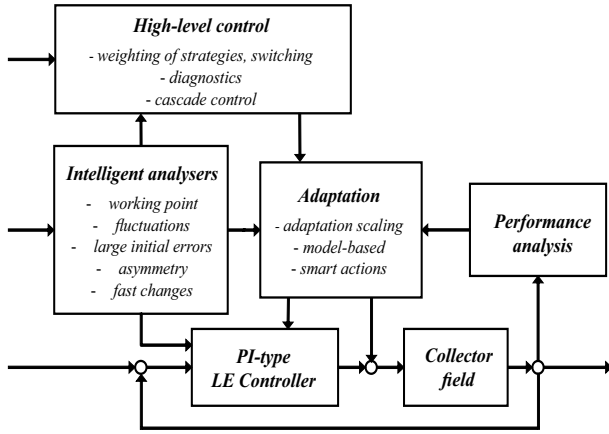 High-level control
- weighting of strategies, switching
- diagnostics
- cascade control
Intelligent analysers
- working point
- fluctuations
- large initial errors
- asymmetry
- fast changes
Adaptation
- adaptation scaling
- model-based
- smart actions
Performance
analysis
PI-type
LE Controller
Collector
field